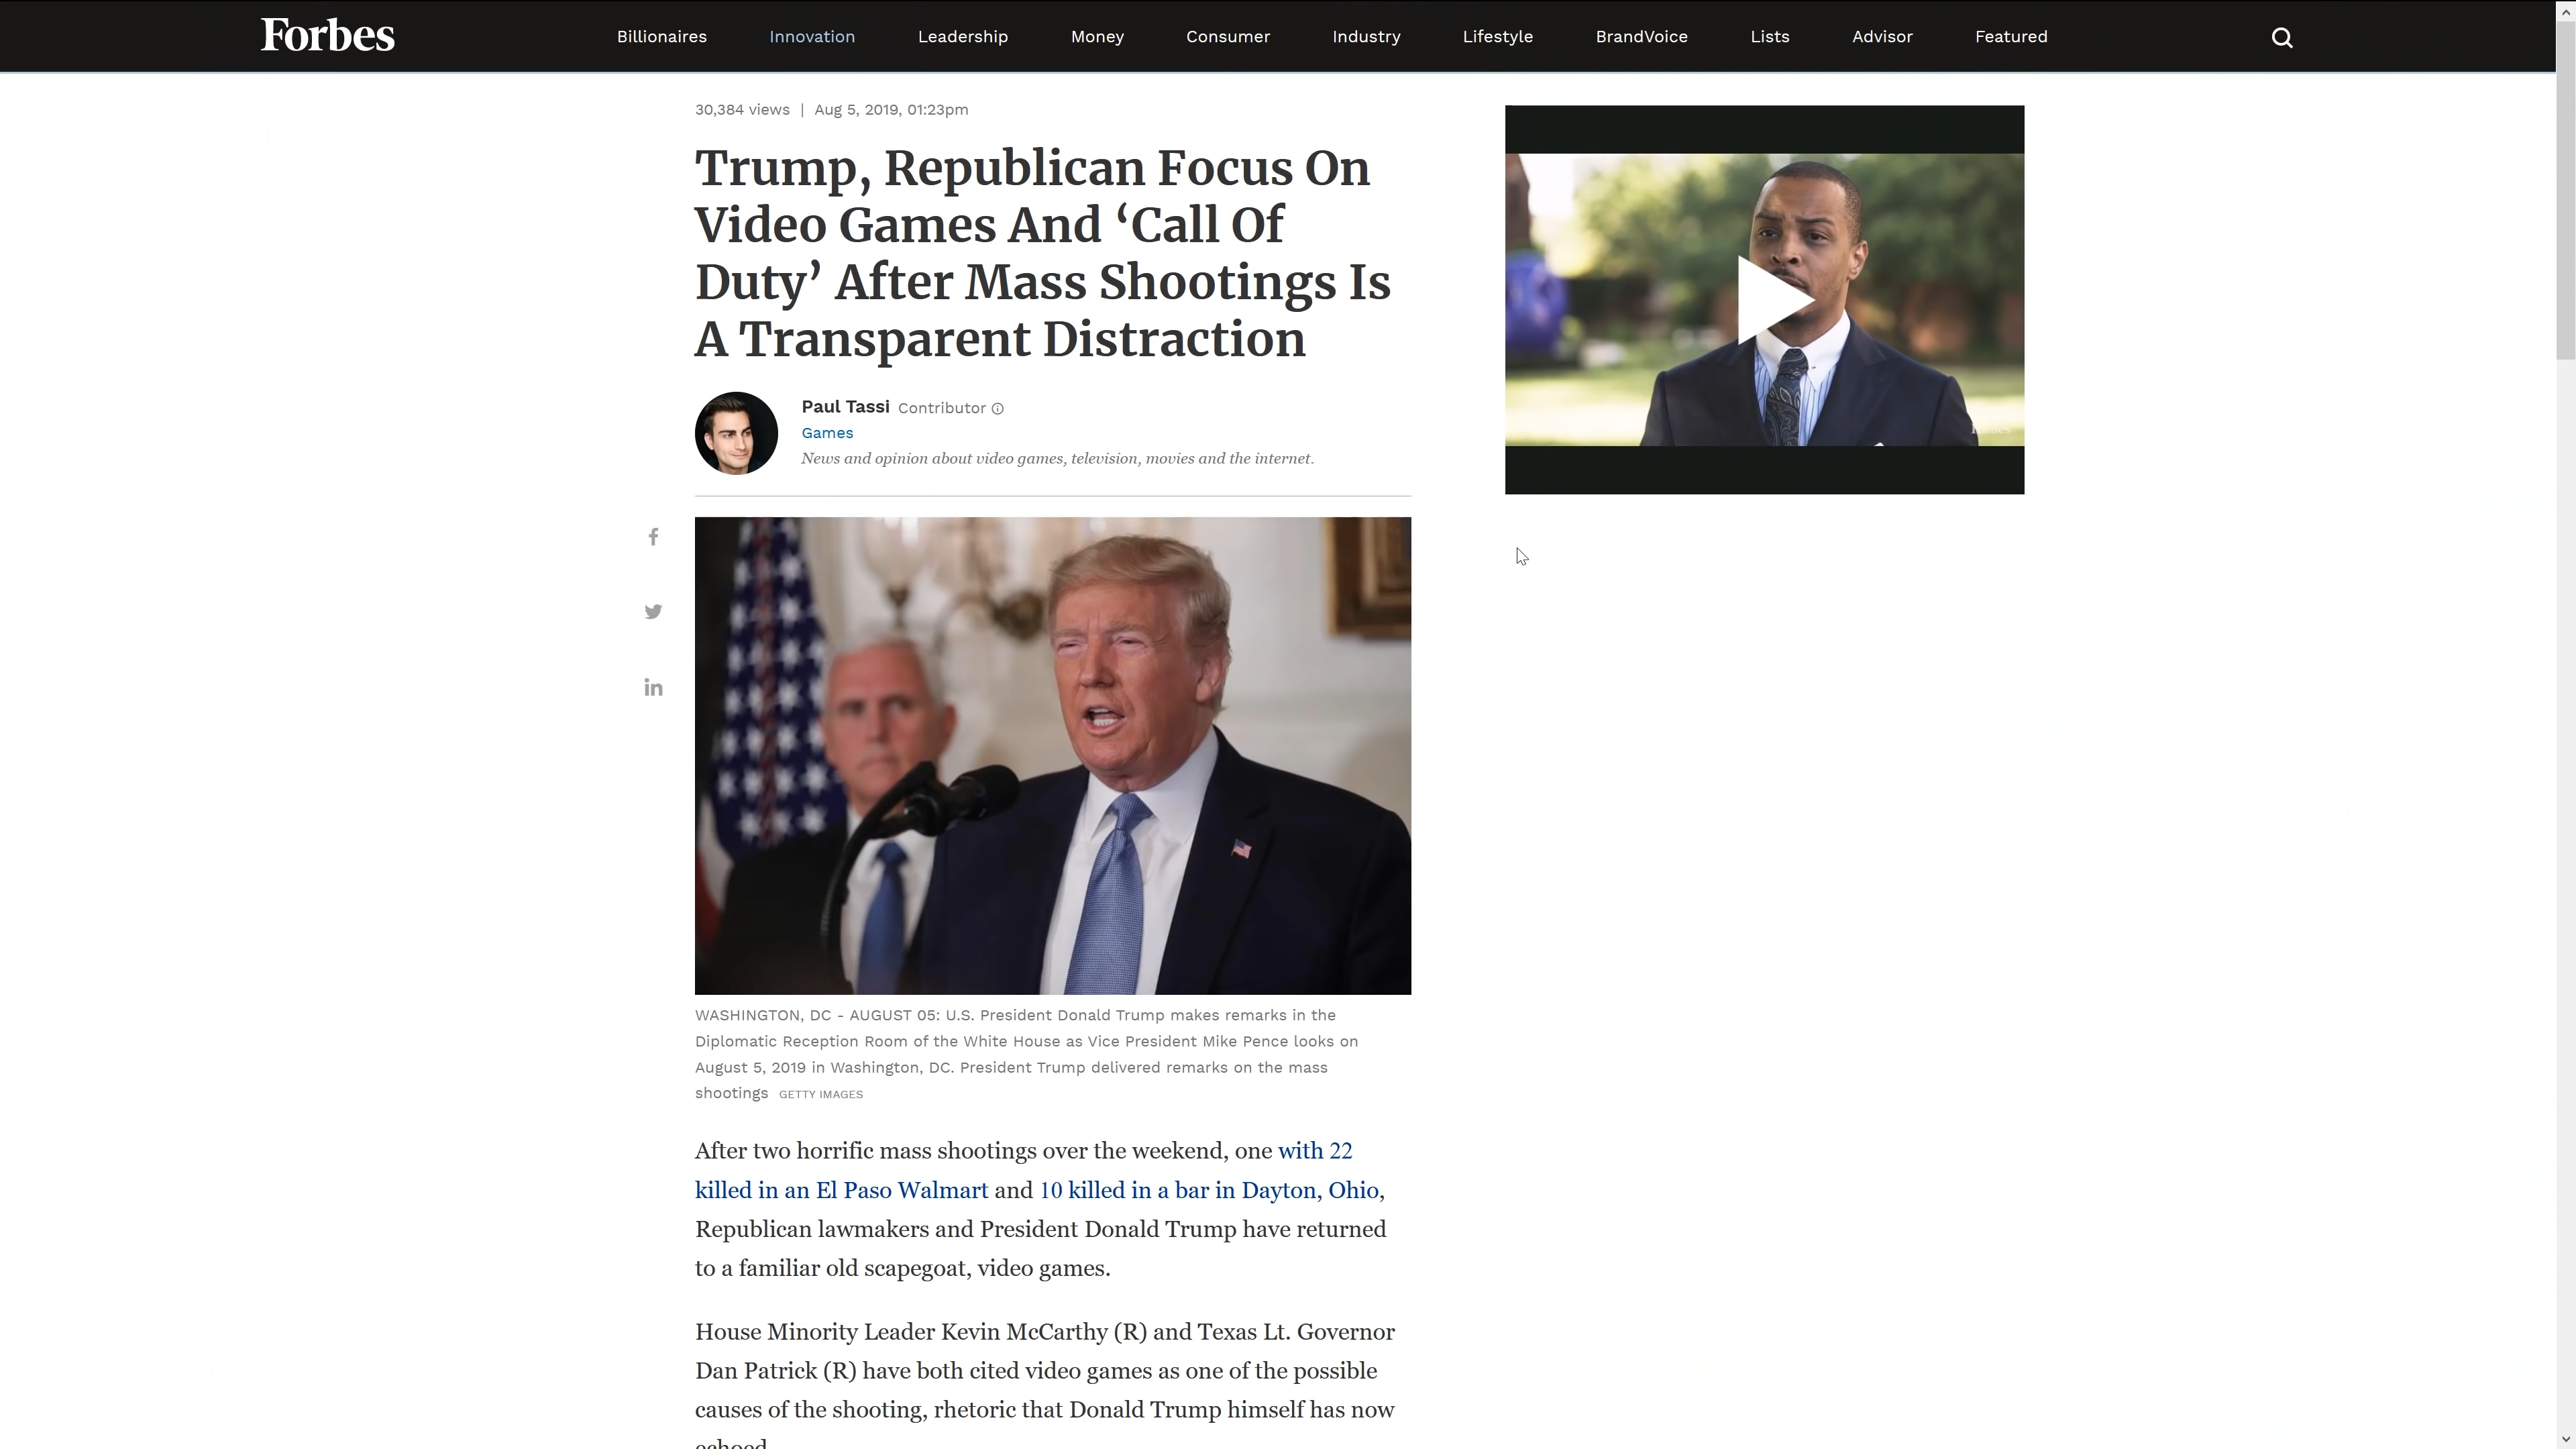 Forbes
Billionaires
Innovation
Leadership
Money
Consumer
Industry
Lifestyle
BrandVoice
Lists
Advisor
Featured
30,384 views | Aug 5, 2019, 01:23pm
Trump, Republican Focus On
Video Games And ‘Call Of
Duty’ After Mass Shootings Is
A Transparent Distraction
Paul Tassi Contributor
Games
News and opinion about video games, television, movies and the internet.
WASHINGTON, DC - AUGUST 05: U.S. President Donald Trump makes remarks in the
Diplomatic Reception Room of the White House as Vice President Mike Pence looks on
August 5, 2019 in Washington, DC. President Trump delivered remarks on the mass
shootings GETTY IMAGES
After two horrific mass shootings over the weekend, one with 22
killed in an El Paso Walmart and 10 killed in a bar in Dayton, Ohio,
Republican lawmakers and President Donald Trump have returned
to a familiar old scapegoat, video games.
House Minority Leader Kevin McCarthy (R) and Texas Lt. Governor
Dan Patrick (R) have both cited video games as one of the possible
causes of the shooting, rhetoric that Donald Trump himself has now